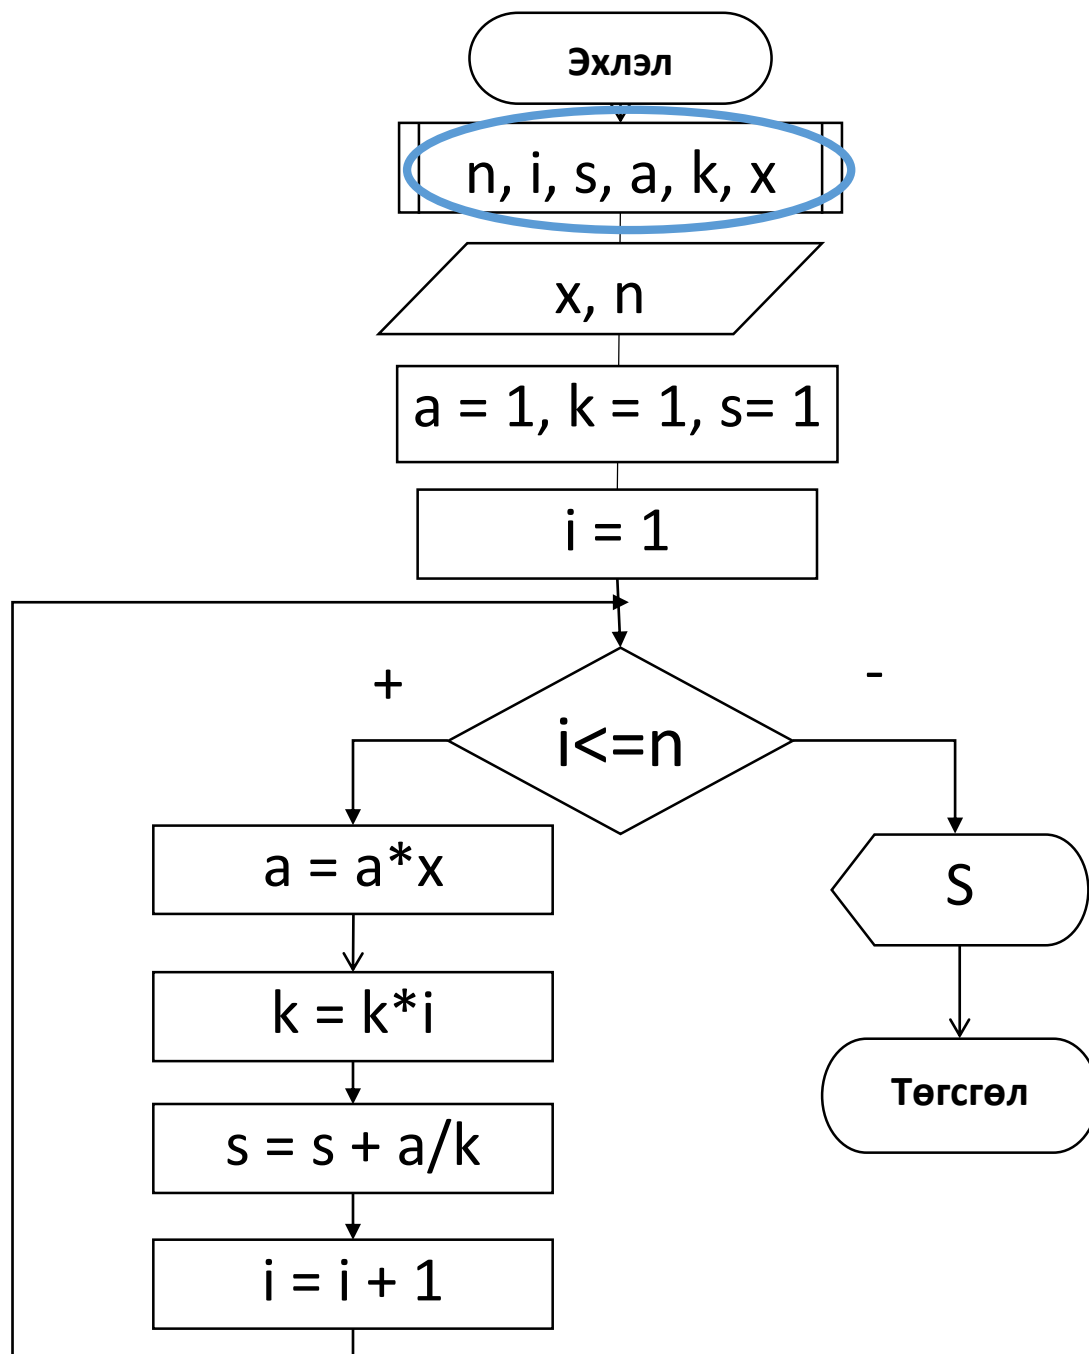 Эхлэл
n, i, s, a, k, x
x, n
a = 1, k = 1, s= 1
i = 1
+
-
i<=n
a = a*x
S
k = k*i
Төгсгөл
s = s + a/k
i = i + 1